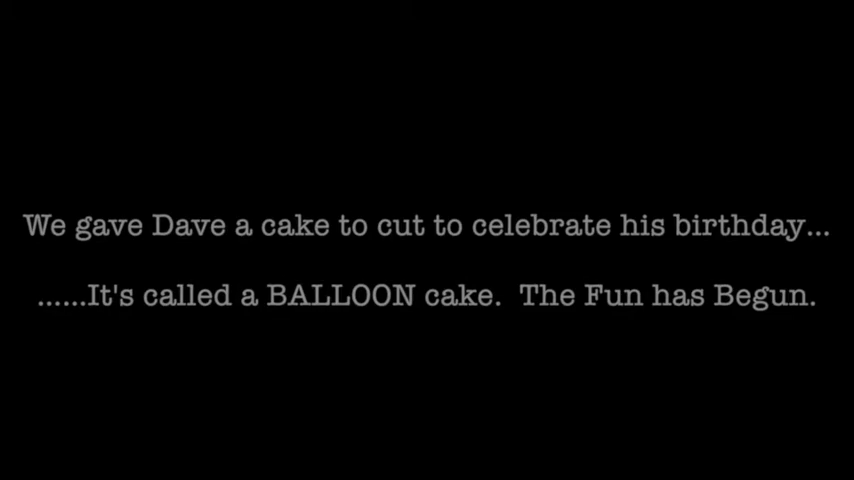 We gave Dave a cake to cut to celebrate his birthday...
......It's called a BALLOON cake.  The Fun has Begun.